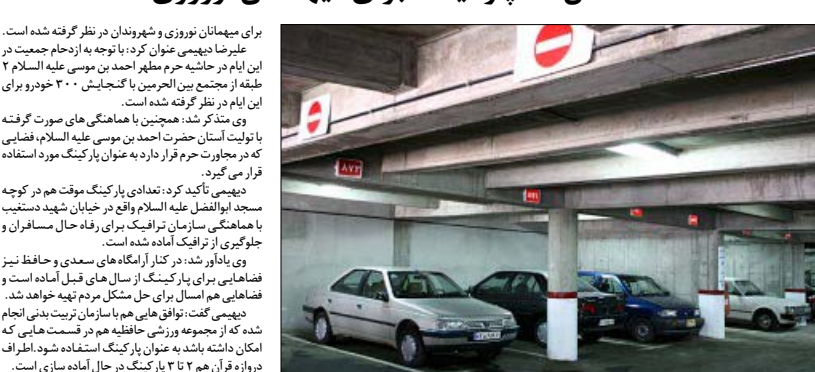 برای میهمانان نوروزی و شهروندان در نظر گرفته شده است.
علیرضا دیهیمی عنوان کرد: با توجه به ازدحام جمعیت در
این ایام در حاشیه حرم مطهر احمد بن موسی علیه السلام ۲
طبقه از مجتمع بین‌الحرمین با گنجایش ۳۰۰ خودرو برای
این ایام در نظر گرفته شده است.
وی متذکر شد: همچنین با هماهنگی های صورت گرفته
با تولیت آستان حضرت احمد بن موسی علیه السلام، فضایی
که در مجاورت حرم قرار دارد به عنوان پارکینگ مورد استفاده
قرار می گیرد.
دیهیمی تأکید کرد: تعدادی پارکینگ موقت هم در کوچه
مسجد ابوالفضل علیه السلام واقع در خیابان شهید دستغیب
با هماهنگی سازمان ترافیک برای رفاه حال مسافران و
جلوگیری از ترافیک آماده شده است.
وی یادآور شد: در کنار آرامگاه های سعدی و حافظ نیز
فضاهایی برای پارکینگ از سال های قبل آماده است و
فضاهایی هم امسال برای حل مشکل مردم تهیه خواهد شد.
دیهیمی گفت: توافق هایی هم با سازمان تربیت بدنی انجام
شده که از مجموعه ورزشی حافظیه هم در قسمت هایی که
امکان داشته باشد به عنوان پارکینگ استفاده شود. اطراف
دروازه قرآن هم ۲ تا ۳ پارکینگ در حال آماده سازی است.
۸۷۲